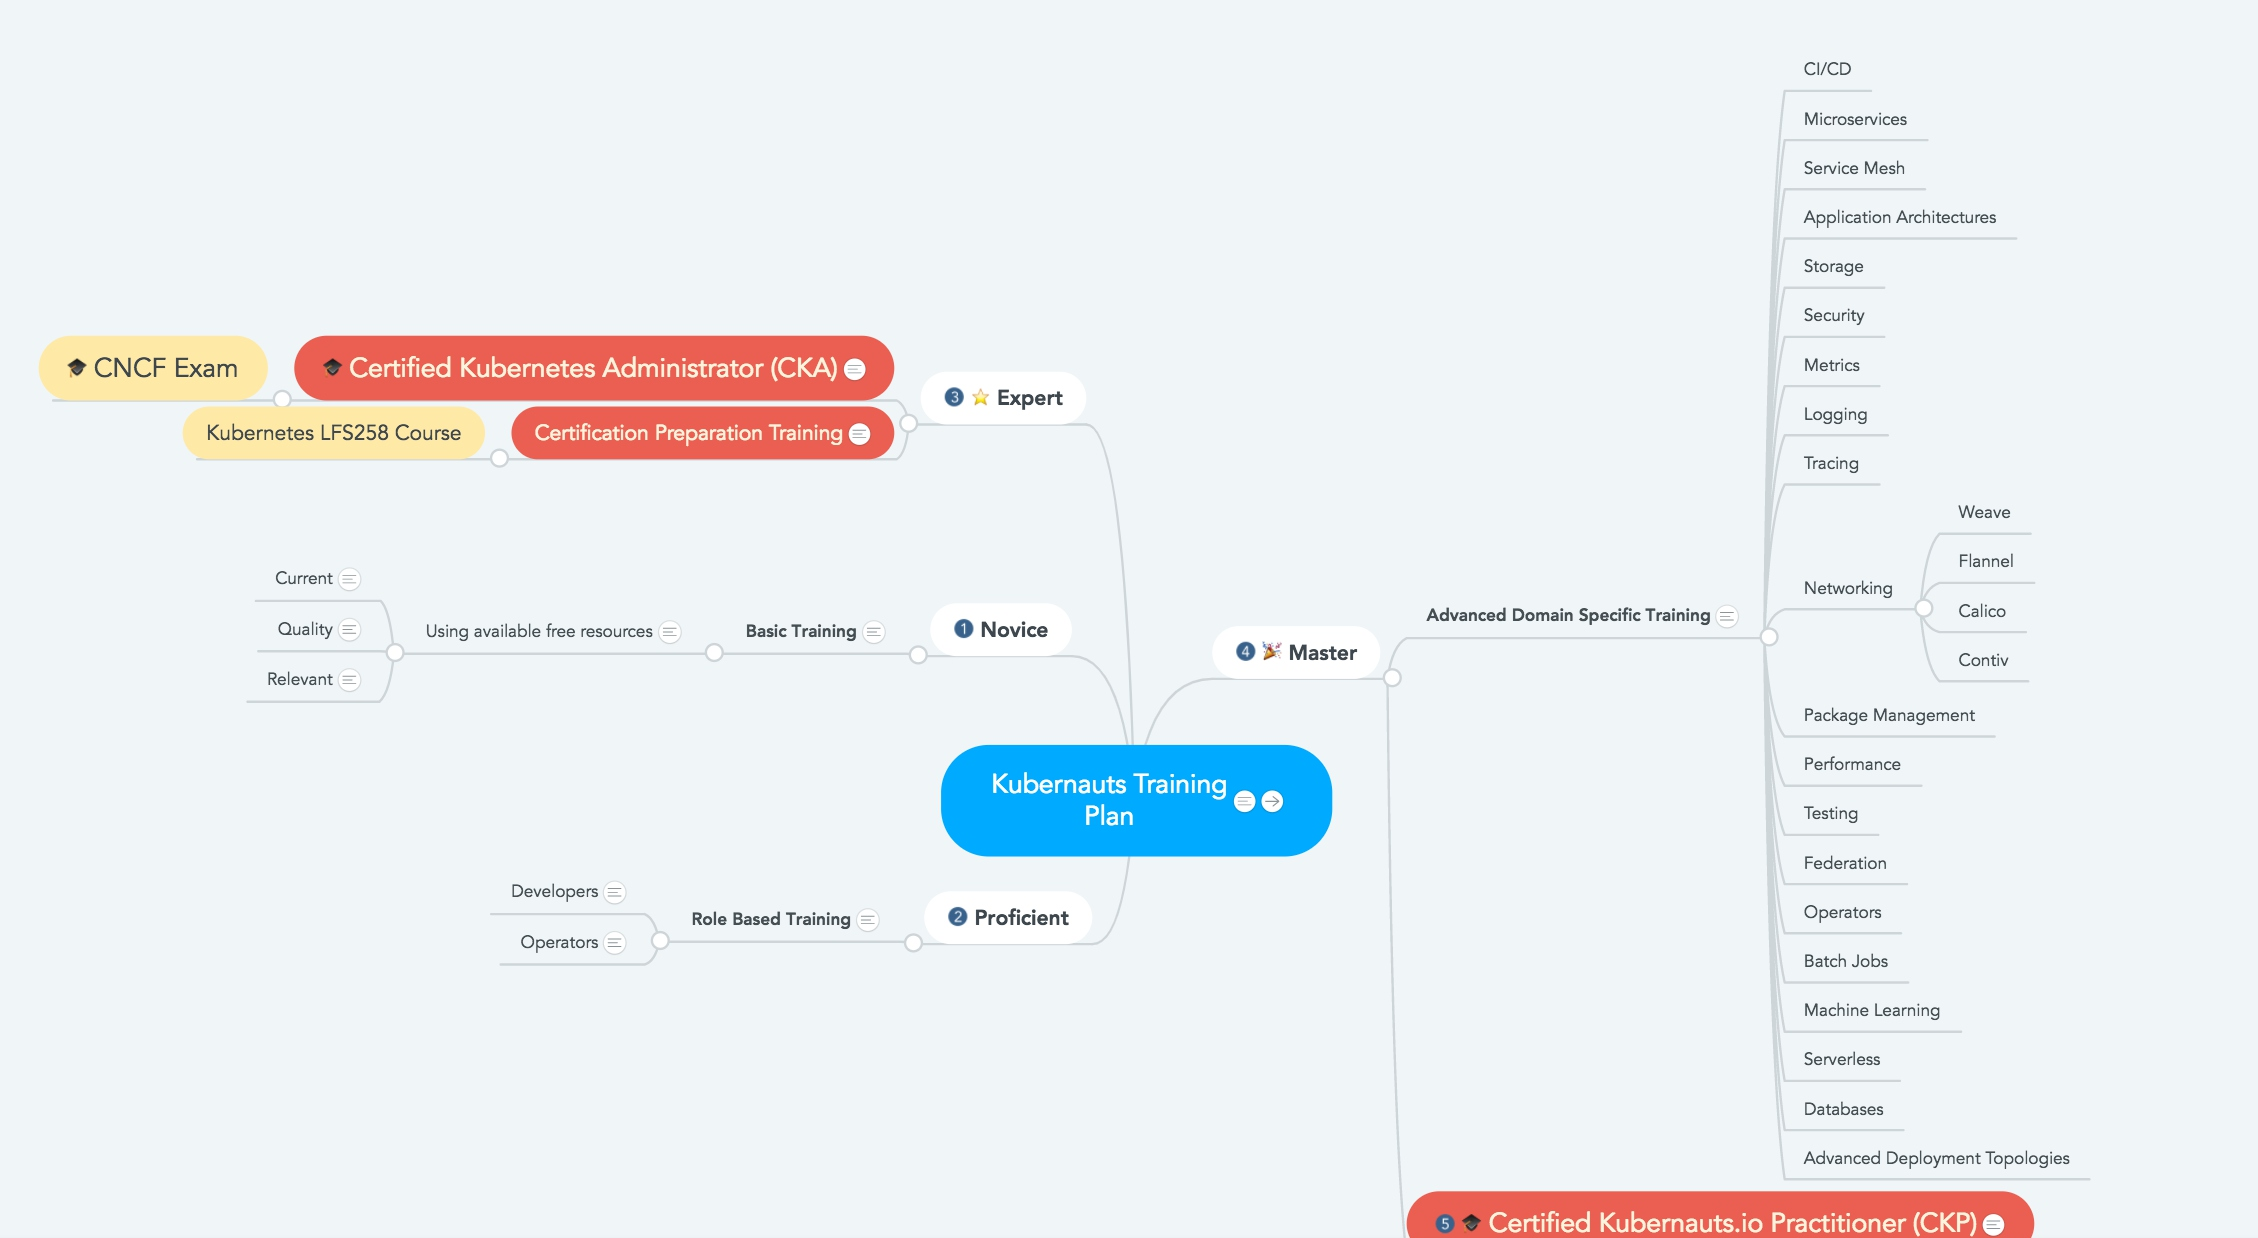 CNCF Exam
Certified Kubernetes Administrator (CKA)
Kubernetes LFS258 Course
Certification Preparation Training
3 Expert
Current
Quality
Relevant
Using available free resources
Basic Training
1 Novice
Developers
Operators
Role Based Training
2 Proficient
Kubernauts Training
Plan
4 Master
Advanced Domain Specific Training
CI/CD
Microservices
Service Mesh
Application Architectures
Storage
Security
Metrics
Logging
Tracing
Networking
Weave
Flannel
Calico
Contiv
Package Management
Performance
Testing
Federation
Operators
Batch Jobs
Machine Learning
Serverless
Databases
Advanced Deployment Topologies
5 Certified Kubernauts.io Practitioner (CKP)